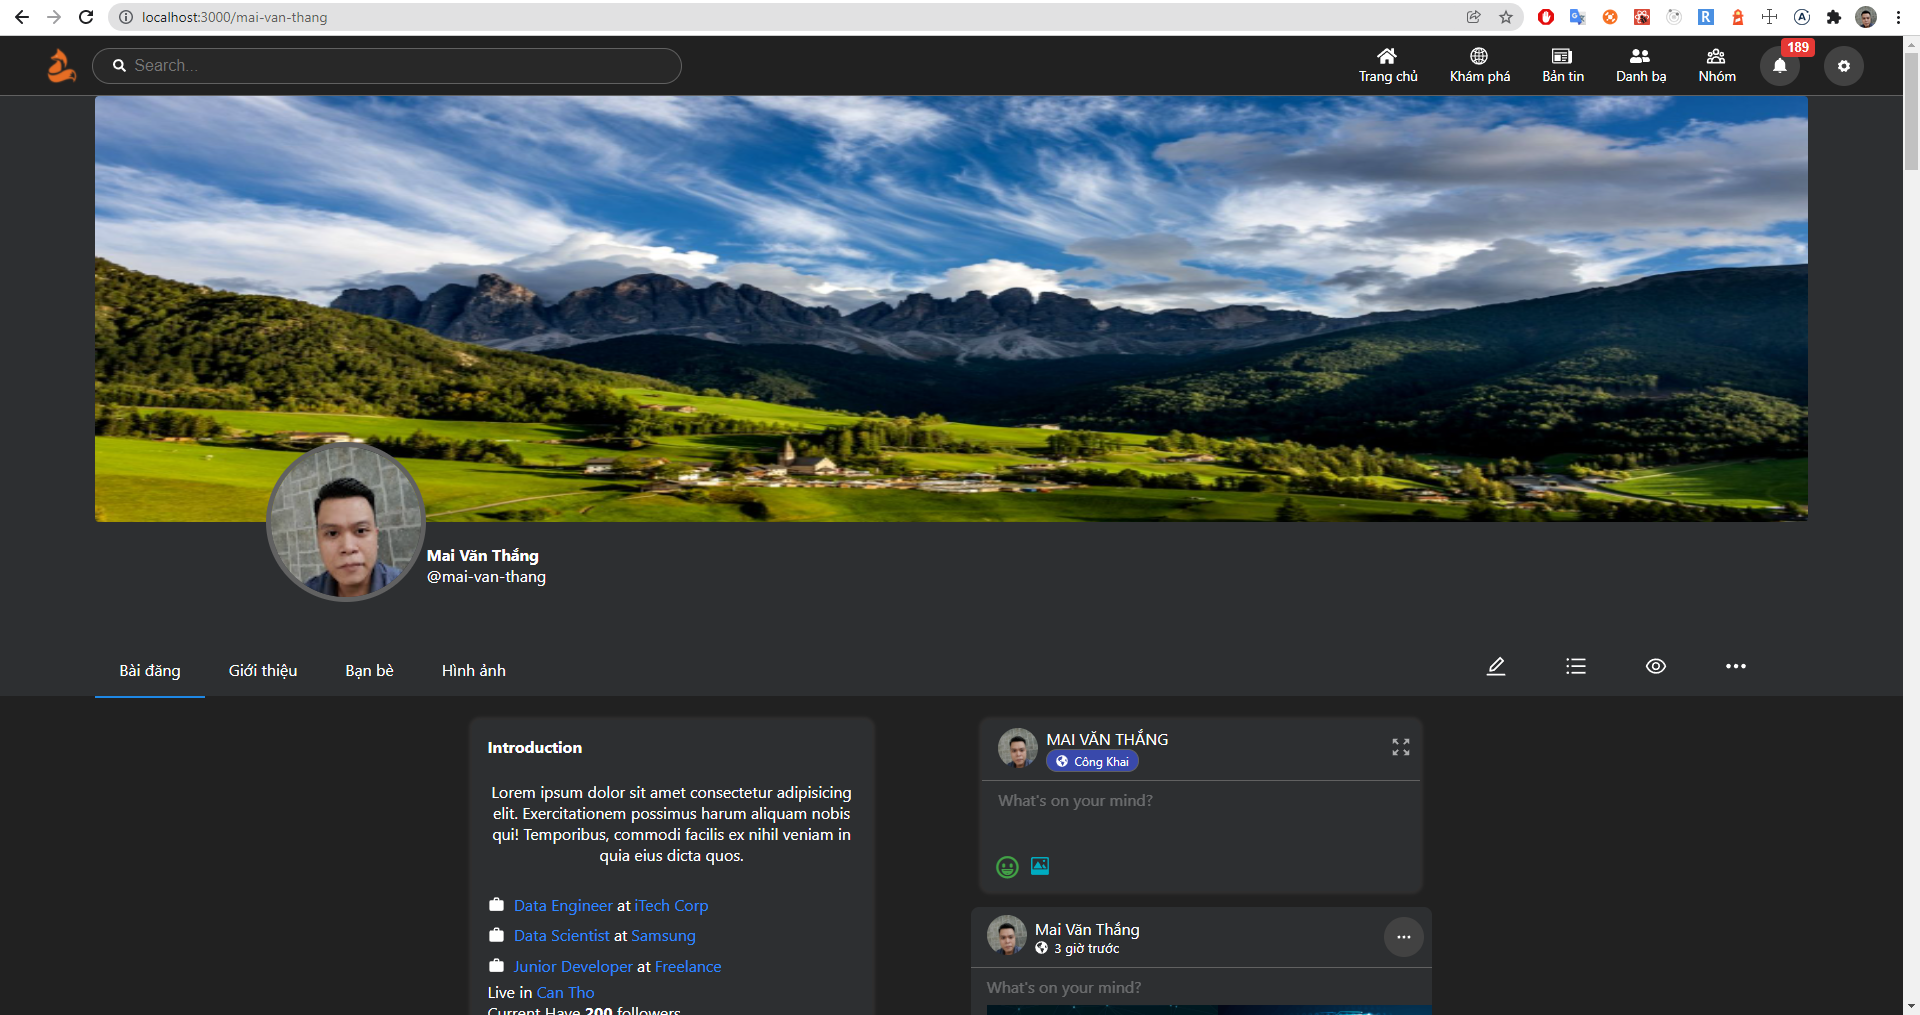 localhost:3000/mai-van-thang
Search...
Trang chủ
Khám phá
Bản tin
Danh bạ
Nhóm
189
Mai Văn Thắng
@mai-van-thang
Bài đăng
Giới thiệu
Bạn bè
Hình ảnh
Introduction
Lorem ipsum dolor sit amet consectetur adipisicing
elit. Exercitationem possimus harum aliquam nobis
qui! Temporibus, commodi facilis ex nihil veniam in
quia eius dicta quos.
Data Engineer at iTech Corp
Data Scientist at Samsung
Junior Developer at Freelance
Live in Can Tho
Current Have 200 followers
MAI VĂN THẮNG
Công Khai
What's on your mind?
Mai Văn Thắng
3 giờ trước
What's on your mind?